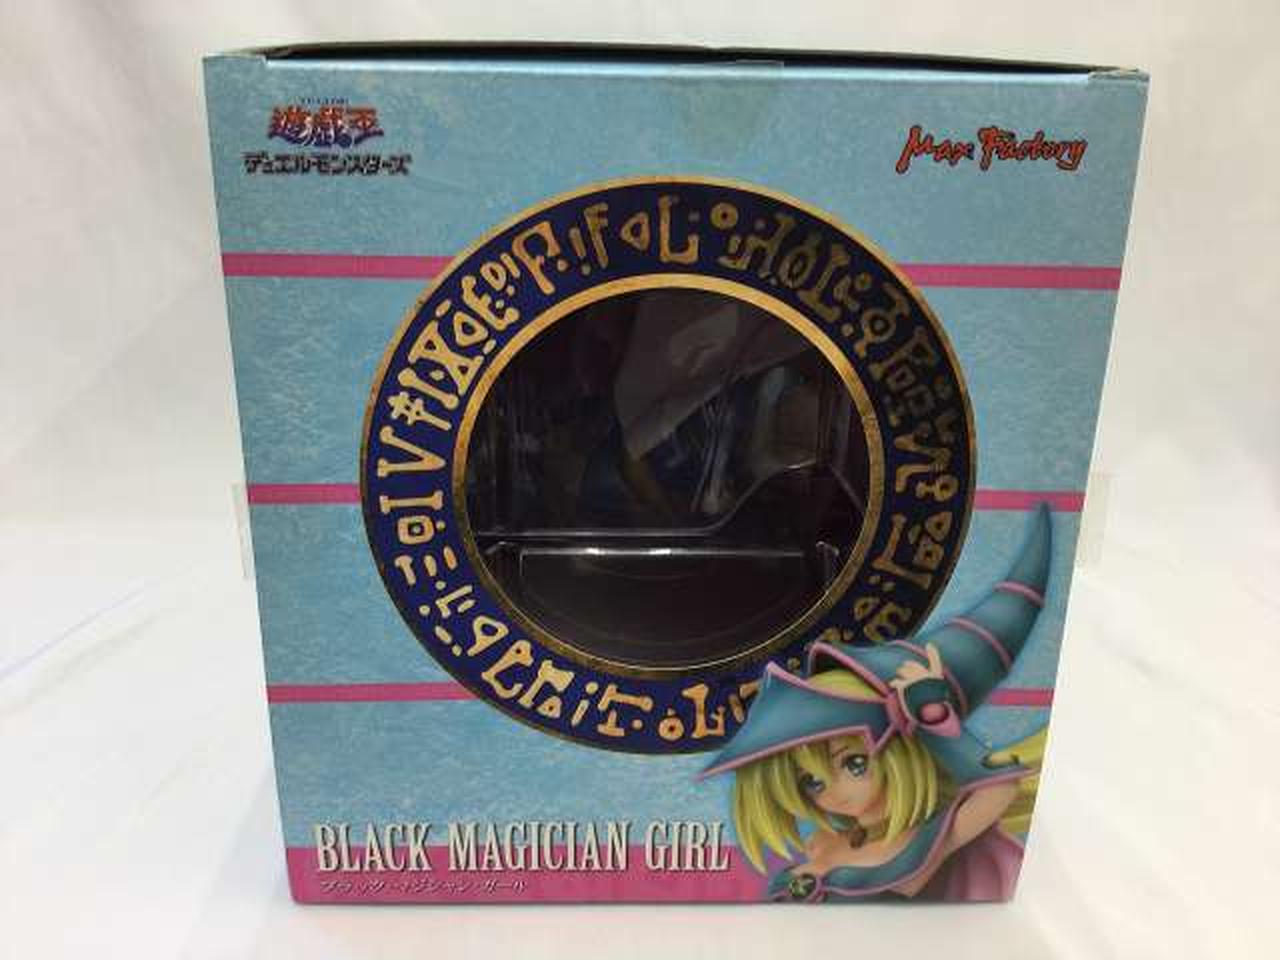 遊戯王
デュエルモンスターズ
Max Factory
BLACK MAGICIAN GIRL
ブラック・マジシャン・ガール